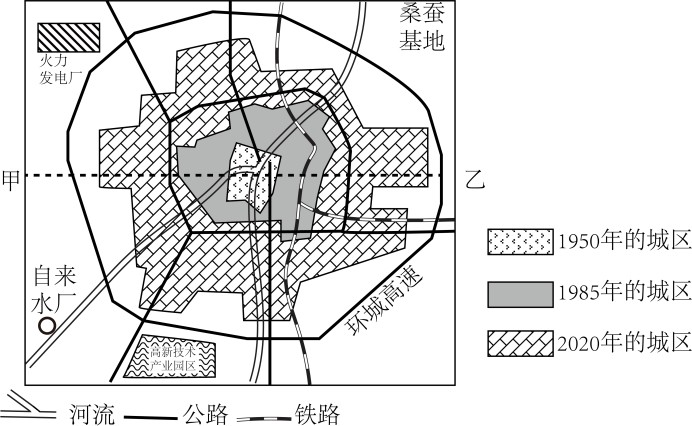 桑蚕
基地
火力
发电厂
甲
乙
自来
水厂
环城高速
高新技术
产业园区
1950年的城区
1985年的城区
2020年的城区
河流
公路
铁路